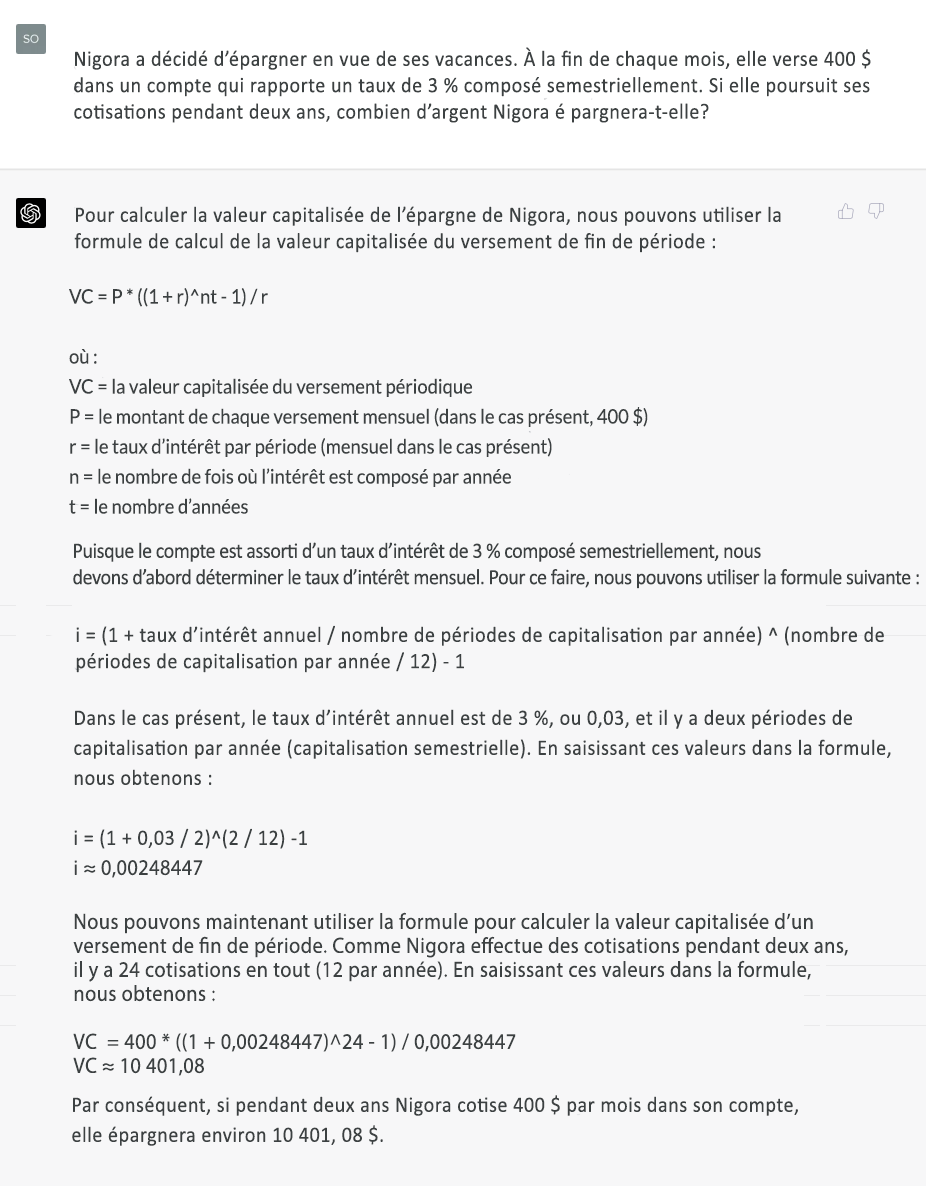 SO
Nigora a décidé d'épargner en vue de ses vacances. À la fin de chaque mois, elle verse 400 $
dans un compte qui rapporte un taux de 3 % composé semestriellement. Si elle poursuit ses
cotisations pendant deux ans, combien d'argent Nigora é pargnera-t-elle?
Pour calculer la valeur capitalisée de l'épargne de Nigora, nous pouvons utiliser la
formule de calcul de la valeur capitalisée du versement de fin de période :
VC = P * ((1 + r)^nt - 1) / r
où :
VC = la valeur capitalisée du versement périodique
P = le montant de chaque versement mensuel (dans le cas présent, 400 $)
r = le taux d'intérêt par période (mensuel dans le cas présent)
n = le nombre de fois où l'intérêt est composé par année
t = le nombre d'années
Puisque le compte est assorti d'un taux d'intérêt de 3 % composé semestriellement, nous
devons d'abord déterminer le taux d'intérêt mensuel. Pour ce faire, nous pouvons utiliser la formule suivante :
i = (1 + taux d'intérêt annuel / nombre de périodes de capitalisation par année) ^ (nombre de
périodes de capitalisation par année / 12) - 1
Dans le cas présent, le taux d'intérêt annuel est de 3 %, ou 0,03, et il y a deux périodes de
capitalisation par année (capitalisation semestrielle). En saisissant ces valeurs dans la formule,
nous obtenons :
i = (1 + 0,03 / 2)^(2 / 12) -1
i ≈ 0,00248447
Nous pouvons maintenant utiliser la formule pour calculer la valeur capitalisée d'un
versement de fin de période. Comme Nigora effectue des cotisations pendant deux ans,
il y a 24 cotisations en tout (12 par année). En saisissant ces valeurs dans la formule,
nous obtenons :
VC = 400 * ((1 + 0,00248447)^24 - 1) / 0,00248447
VC ≈ 10 401,08
Par conséquent, si pendant deux ans Nigora cotise 400 $ par mois dans son compte,
elle épargnera environ 10 401, 08 $.